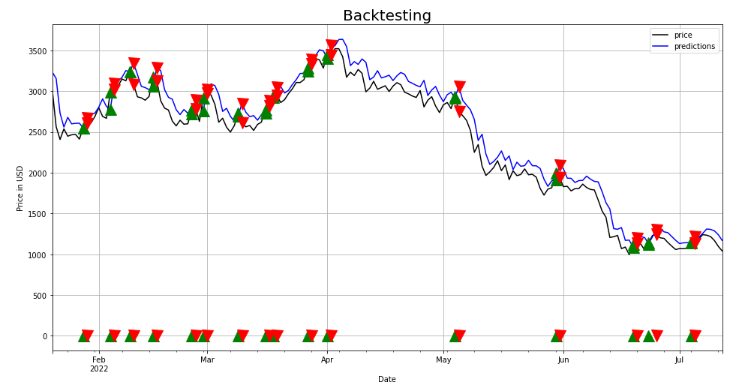 Backtesting
price
predictions
Price in USD
3500
3000
2500
2000
1500
1000
500
0
Feb
2022
Mar
Apr
May
Jun
Jul
Date